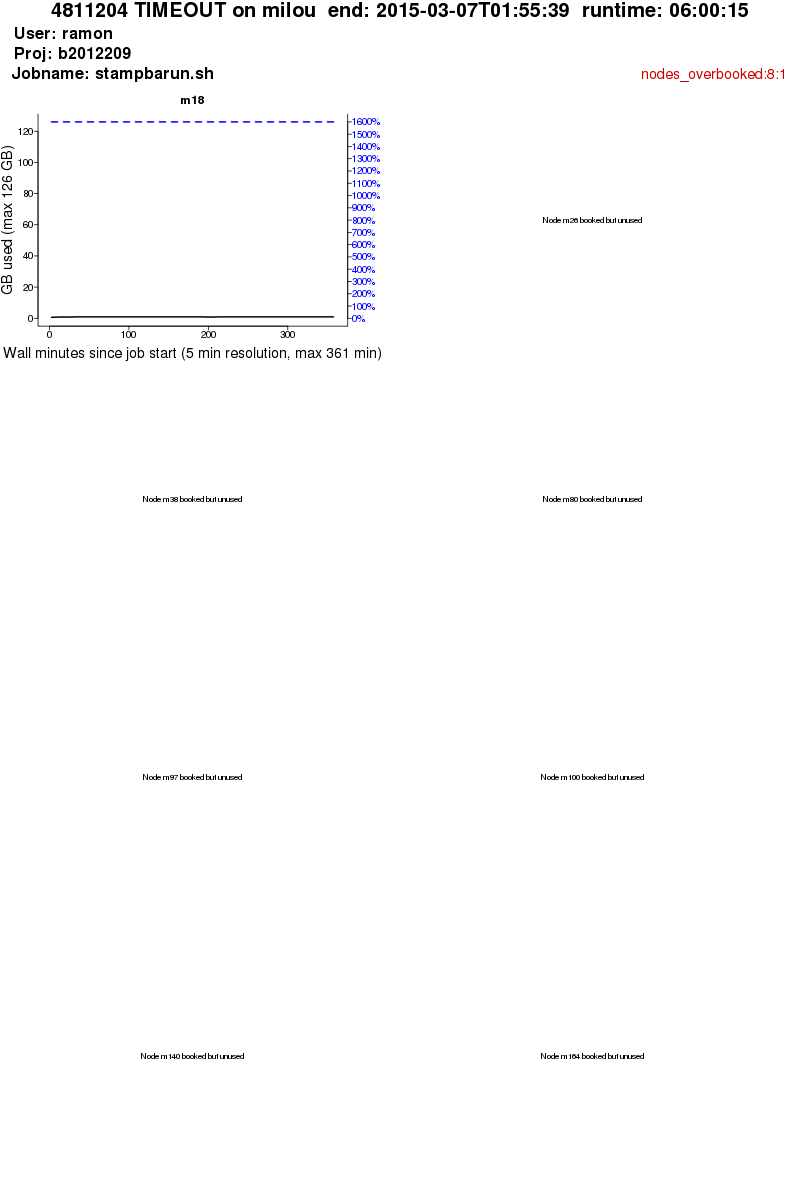 4811204 TIMEOUT on milou end: 2015-03-07T01:55:39 runtime: 06:00:15
User: ramon
Proj: b2012209
Jobname: stampbarun.sh
nodes_overbooked:8:1
m18
GB used (max 126 GB)
120
100
80
60
40
20
0
1600%
1500%
1400%
1300%
1200%
1100%
1000%
900%
800%
700%
600%
500%
400%
300%
200%
100%
0%
0 100 200 300
Wall minutes since job start (5 min resolution, max 361 min)
Node m26 booked but unused
Node m38 booked but unused
Node m80 booked but unused
Node m97 booked but unused
Node m100 booked but unused
Node m140 booked but unused
Node m164 booked but unused